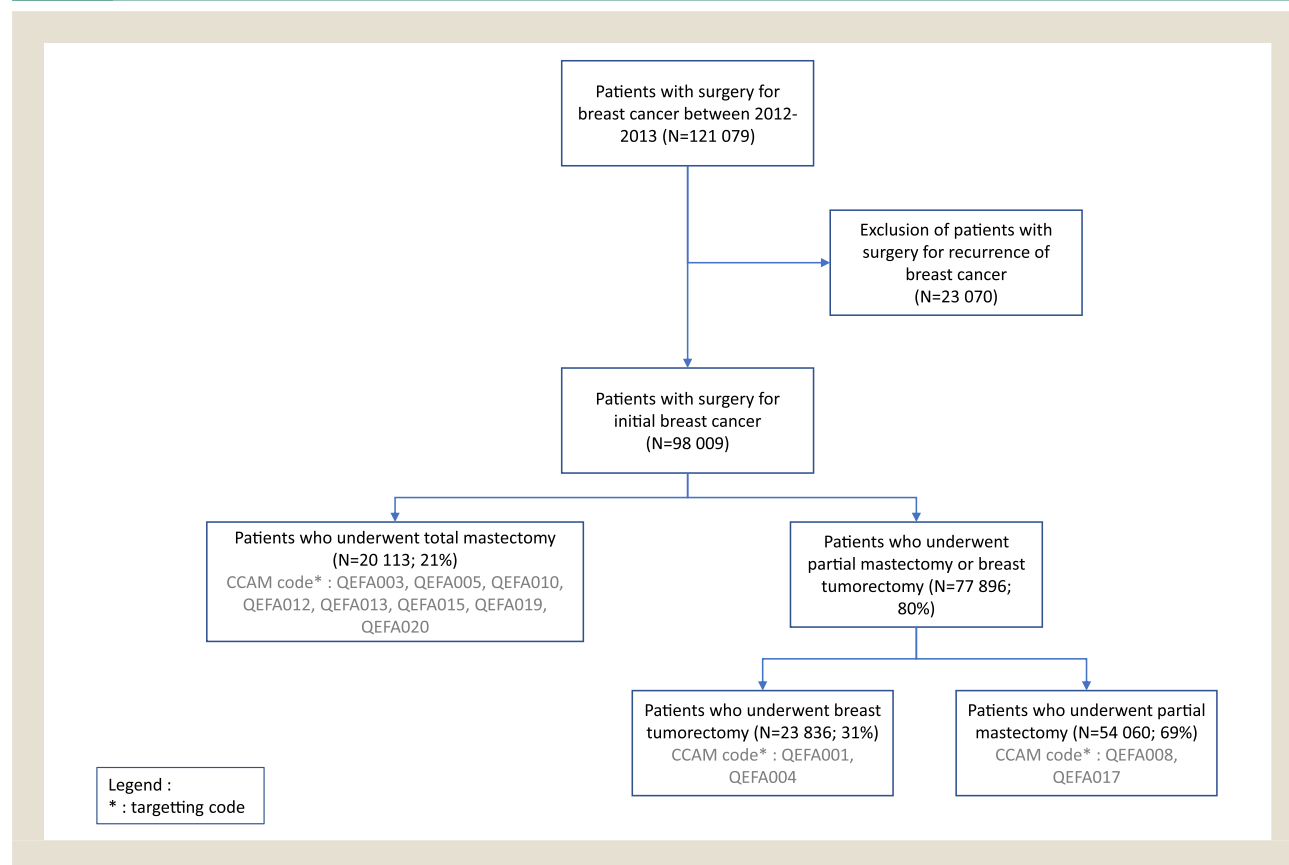 Patients with surgery for
breast cancer between 2012-
2013 (N=121 079)
Exclusion of patients with
surgery for recurrence of
breast cancer
(N=23 070)
Patients with surgery for
initial breast cancer
(N=98 009)
Patients who underwent total mastectomy
(N=20 113; 21%)
CCAM code* : QEFA003, QEFA005, QEFA010,
QEFA012, QEFA013, QEFA015, QEFA019,
QEFA020
Patients who underwent
partial mastectomy or breast
tumorectomy (N=77 896;
80%)
Patients who underwent breast
tumorectomy (N=23 836; 31%)
CCAM code* : QEFA001,
QEFA004
Patients who underwent partial
mastectomy (N=54 060; 69%)
CCAM code* : QEFA008,
QEFA017
Legend :
* : targetting code